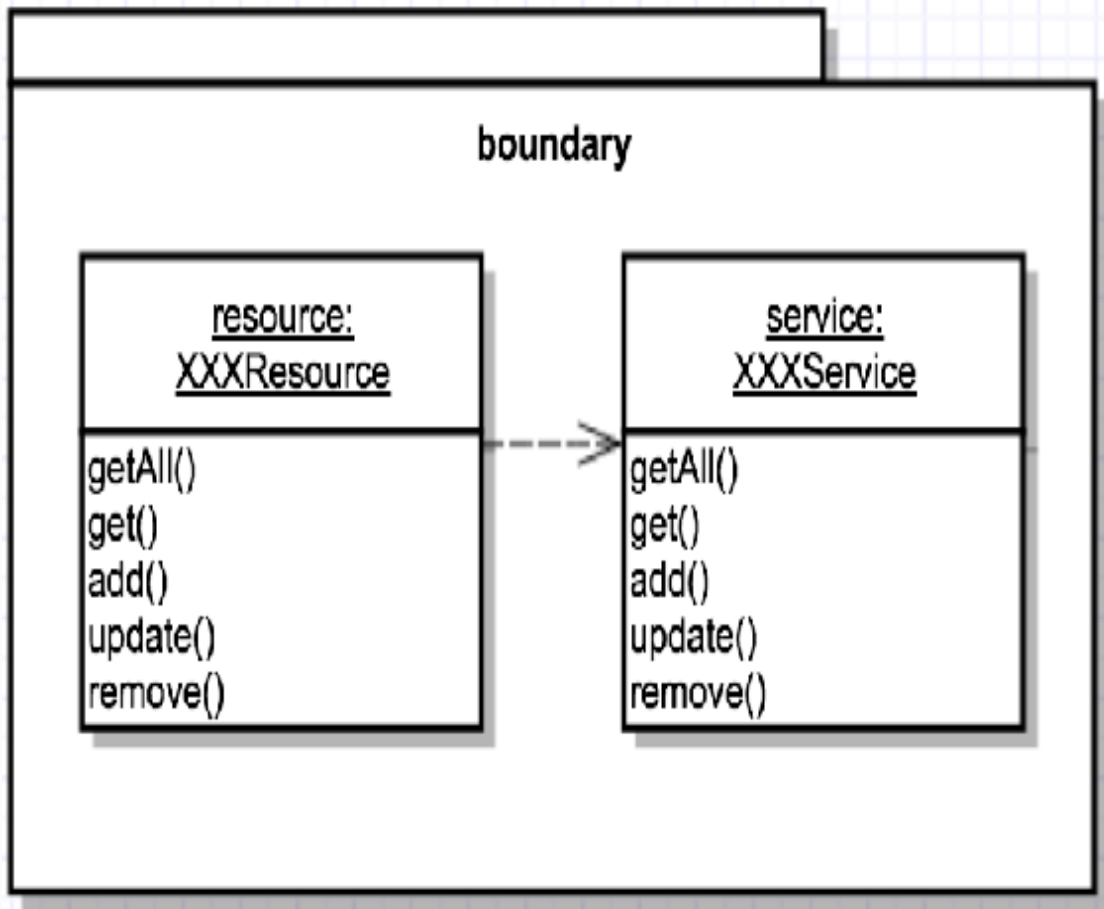 boundary
resource:
XXXResource
getAll()
get()
add()
update()
remove()
service:
XXXService
getAll()
get()
add()
update()
remove()